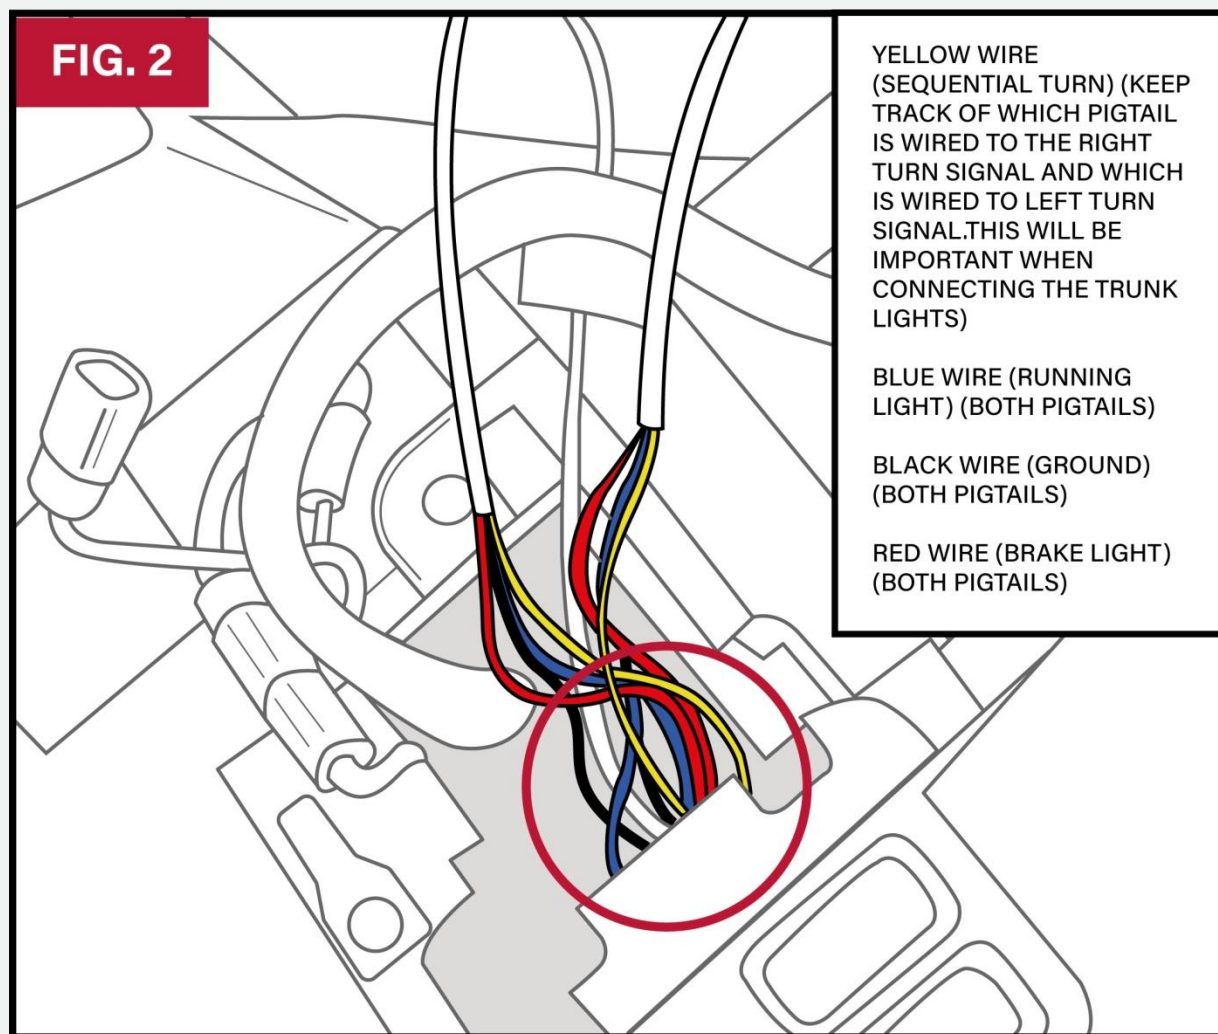 FIG. 2
YELLOW WIRE
(SEQUENTIAL TURN) (KEEP
TRACK OF WHICH PIGTAIL
IS WIRED TO THE RIGHT
TURN SIGNAL AND WHICH
IS WIRED TO LEFT TURN
SIGNAL.THIS WILL BE
IMPORTANT WHEN
CONNECTING THE TRUNK
LIGHTS)
BLUE WIRE (RUNNING
LIGHT) (BOTH PIGTAILS)
BLACK WIRE (GROUND)
(BOTH PIGTAILS)
RED WIRE (BRAKE LIGHT)
(BOTH PIGTAILS)